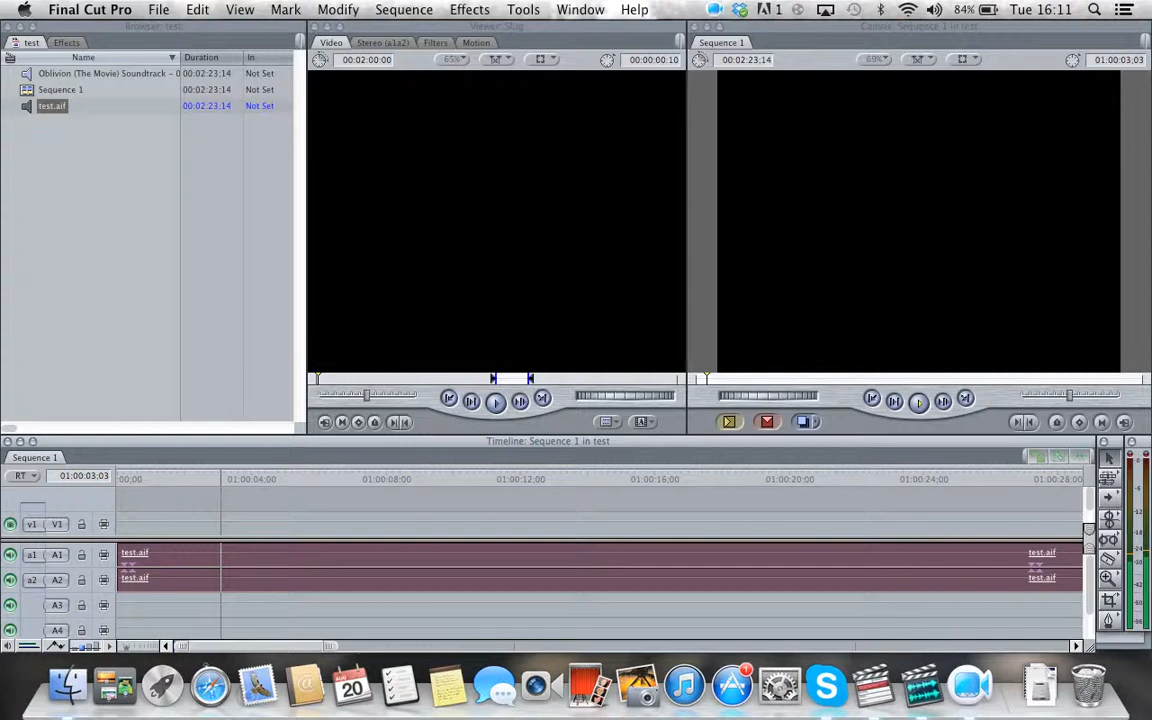 Final Cut Pro File Edit View Mark Modify Sequence Effects Tools Window Help 1 84% Tue 16:11
Browser: test Viewer: Slug Canvas: Sequence 1 in test
test Effects Video Stereo (a1a2) Filters Motion Sequence 1
Name Duration In 00:02:00:00 65% 00:00:00:10 00:02:23;14 69% 01:00:03;03
Oblivion (The Movie) Soundtrack – 0 00:02:23;14 Not Set
Sequence 1 00:02:23;14 Not Set
test.aif 00:02:23;14 Not Set
Timeline: Sequence 1 in test
Sequence 1
RT 01:00:03;03 00;00 01:00:04;00 01:00:08;00 01:00:12;00 01:00:16;00 01:00:20;00 01:00:24;00 01:00:28;00
v1 V1
a1 A1 test.aif test.aif
a2 A2 test.aif test.aif
A3
A4
AUG
20
1